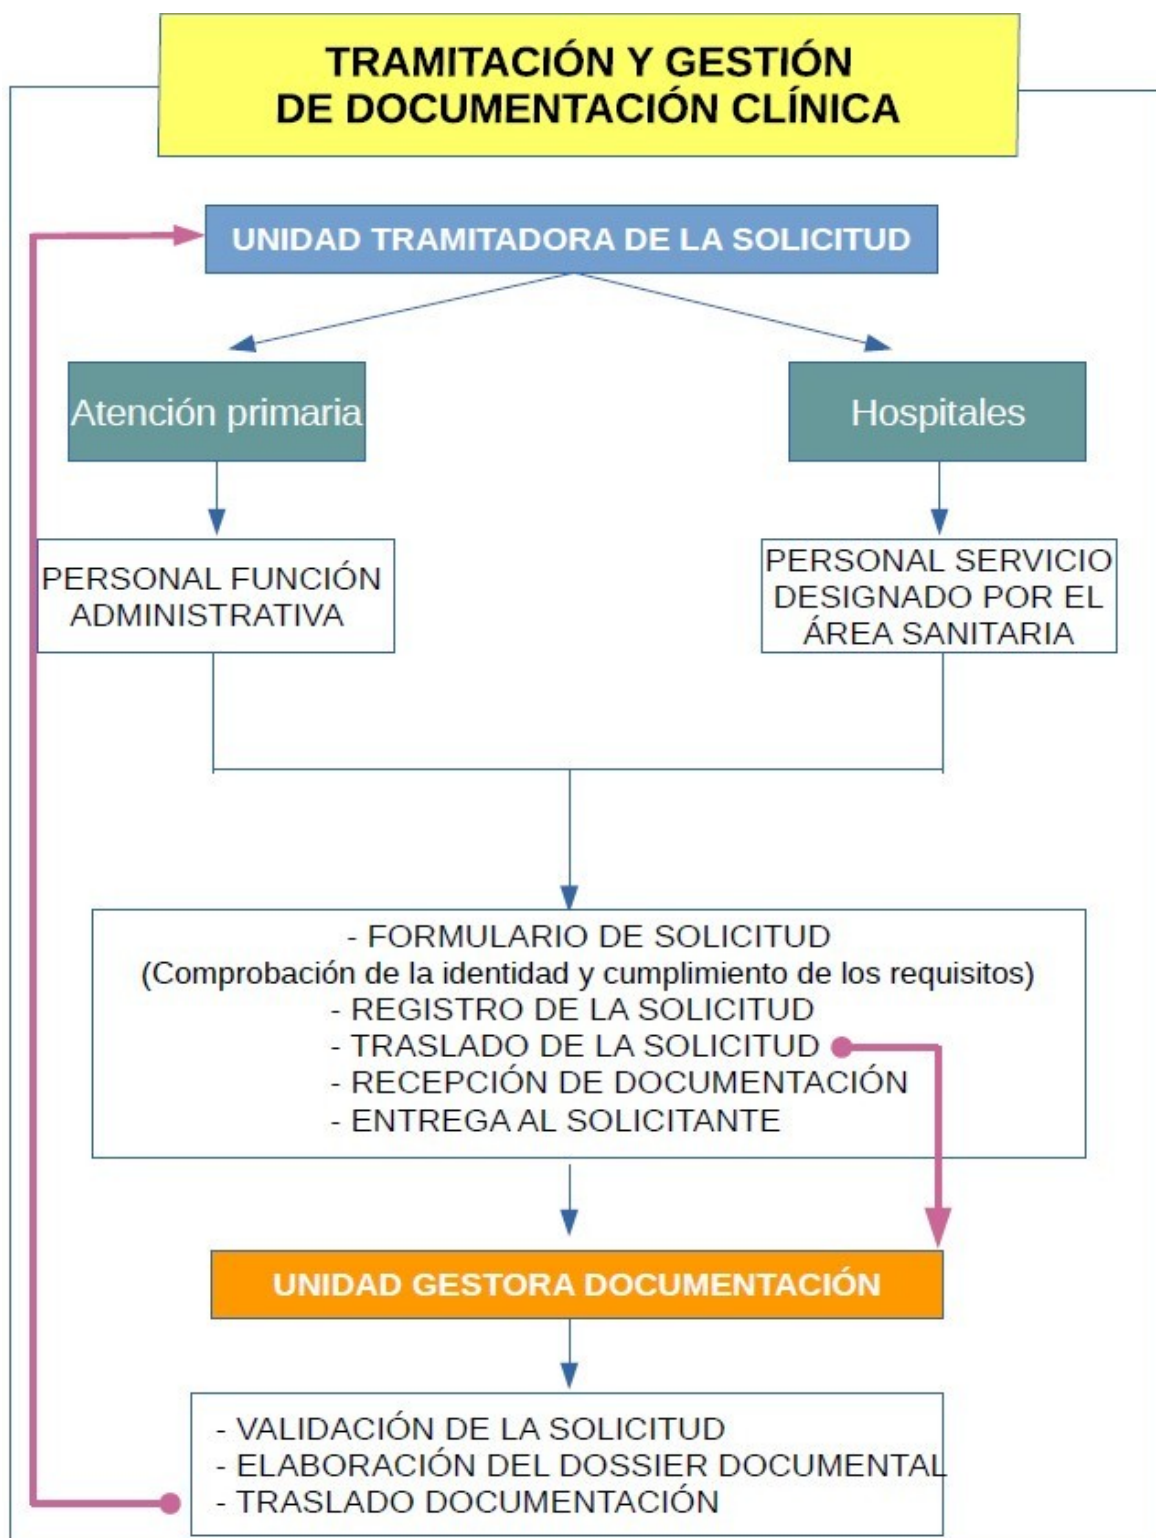 TRAMITACIÓN Y GESTIÓN
DE DOCUMENTACIÓN CLÍNICA
UNIDAD TRAMITADORA DE LA SOLICITUD
Atención primaria
Hospitales
PERSONAL FUNCIÓN
ADMINISTRATIVA
PERSONAL SERVICIO
DESIGNADO POR EL
ÁREA SANITARIA
- FORMULARIO DE SOLICITUD
(Comprobación de la identidad y cumplimiento de los requisitos)
- REGISTRO DE LA SOLICITUD
- TRASLADO DE LA SOLICITUD
- RECEPCIÓN DE DOCUMENTACIÓN
- ENTREGA AL SOLICITANTE
UNIDAD GESTORA DOCUMENTACIÓN
- VALIDACIÓN DE LA SOLICITUD
- ELABORACIÓN DEL DOSSIER DOCUMENTAL
- TRASLADO DOCUMENTACIÓN